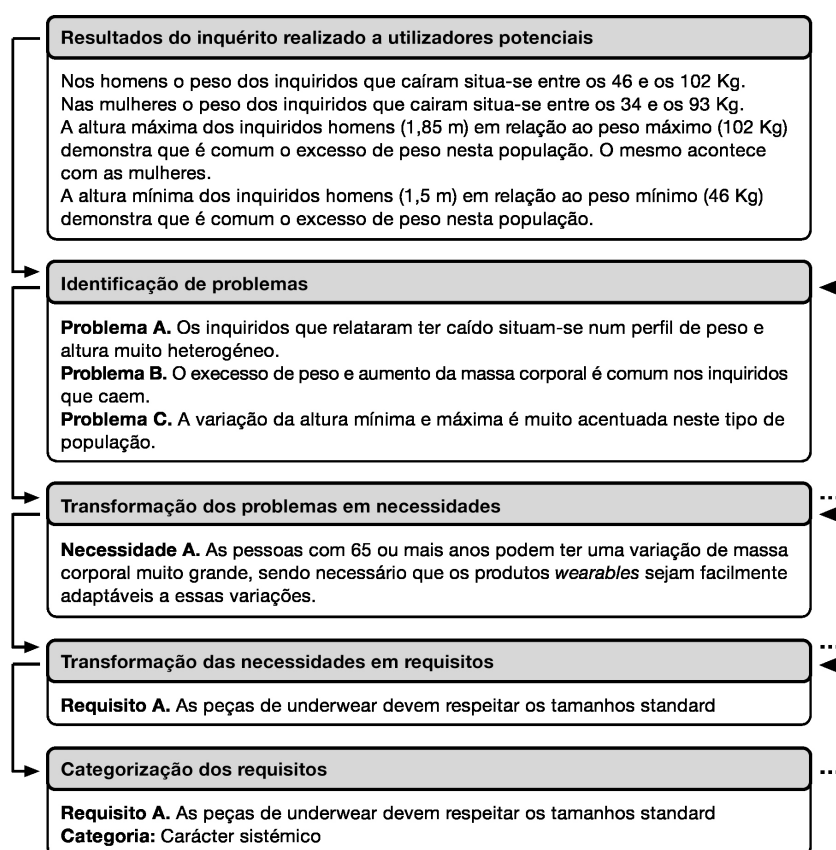 Resultados do inquérito realizado a utilizadores potenciais
Nos homens o peso dos inquiridos que caíram situa-se entre os 46 e os 102 Kg.
Nas mulheres o peso dos inquiridos que cairam situa-se entre os 34 e os 93 Kg.
A altura máxima dos inquiridos homens (1,85 m) em relação ao peso máximo (102 Kg)
demonstra que é comum o excesso de peso nesta população. O mesmo acontece
com as mulheres.
A altura mínima dos inquiridos homens (1,5 m) em relação ao peso mínimo (46 Kg)
demonstra que é comum o excesso de peso nesta população.
Identificação de problemas
Problema A. Os inquiridos que relataram ter caído situam-se num perfil de peso e
altura muito heterogéneo.
Problema B. O execesso de peso e aumento da massa corporal é comum nos inquiridos
que caem.
Problema C. A variação da altura mínima e máxima é muito acentuada neste tipo de
população.
Transformação dos problemas em necessidades
Necessidade A. As pessoas com 65 ou mais anos podem ter uma variação de massa
corporal muito grande, sendo necessário que os produtos wearables sejam facilmente
adaptáveis a essas variações.
Transformação das necessidades em requisitos
Requisito A. As peças de underwear devem respeitar os tamanhos standard
Categorização dos requisitos
Requisito A. As peças de underwear devem respeitar os tamanhos standard
Categoria: Carácter sistémico